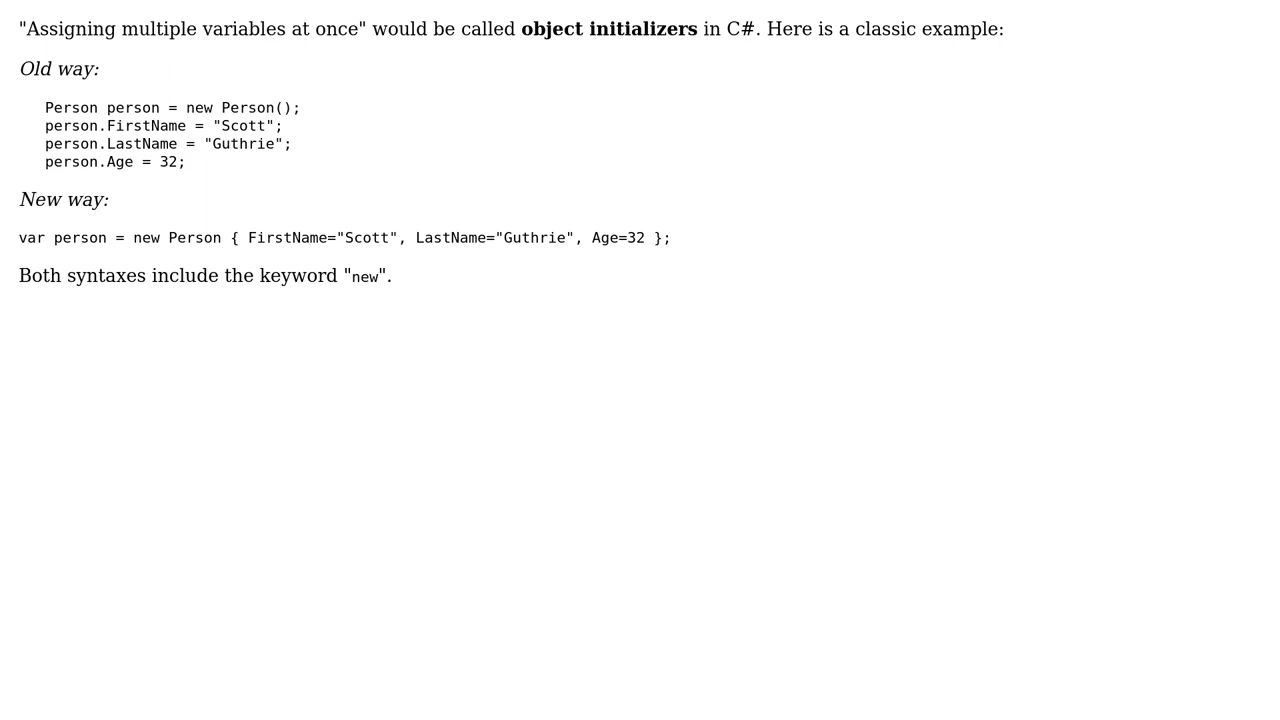 "Assigning multiple variables at once" would be called object initializers in C#. Here is a classic example:
Old way:
Person person = new Person();
person.FirstName = "Scott";
person.LastName = "Guthrie";
person.Age = 32;
New way:
var person = new Person { FirstName="Scott", LastName="Guthrie", Age=32 };
Both syntaxes include the keyword "new".